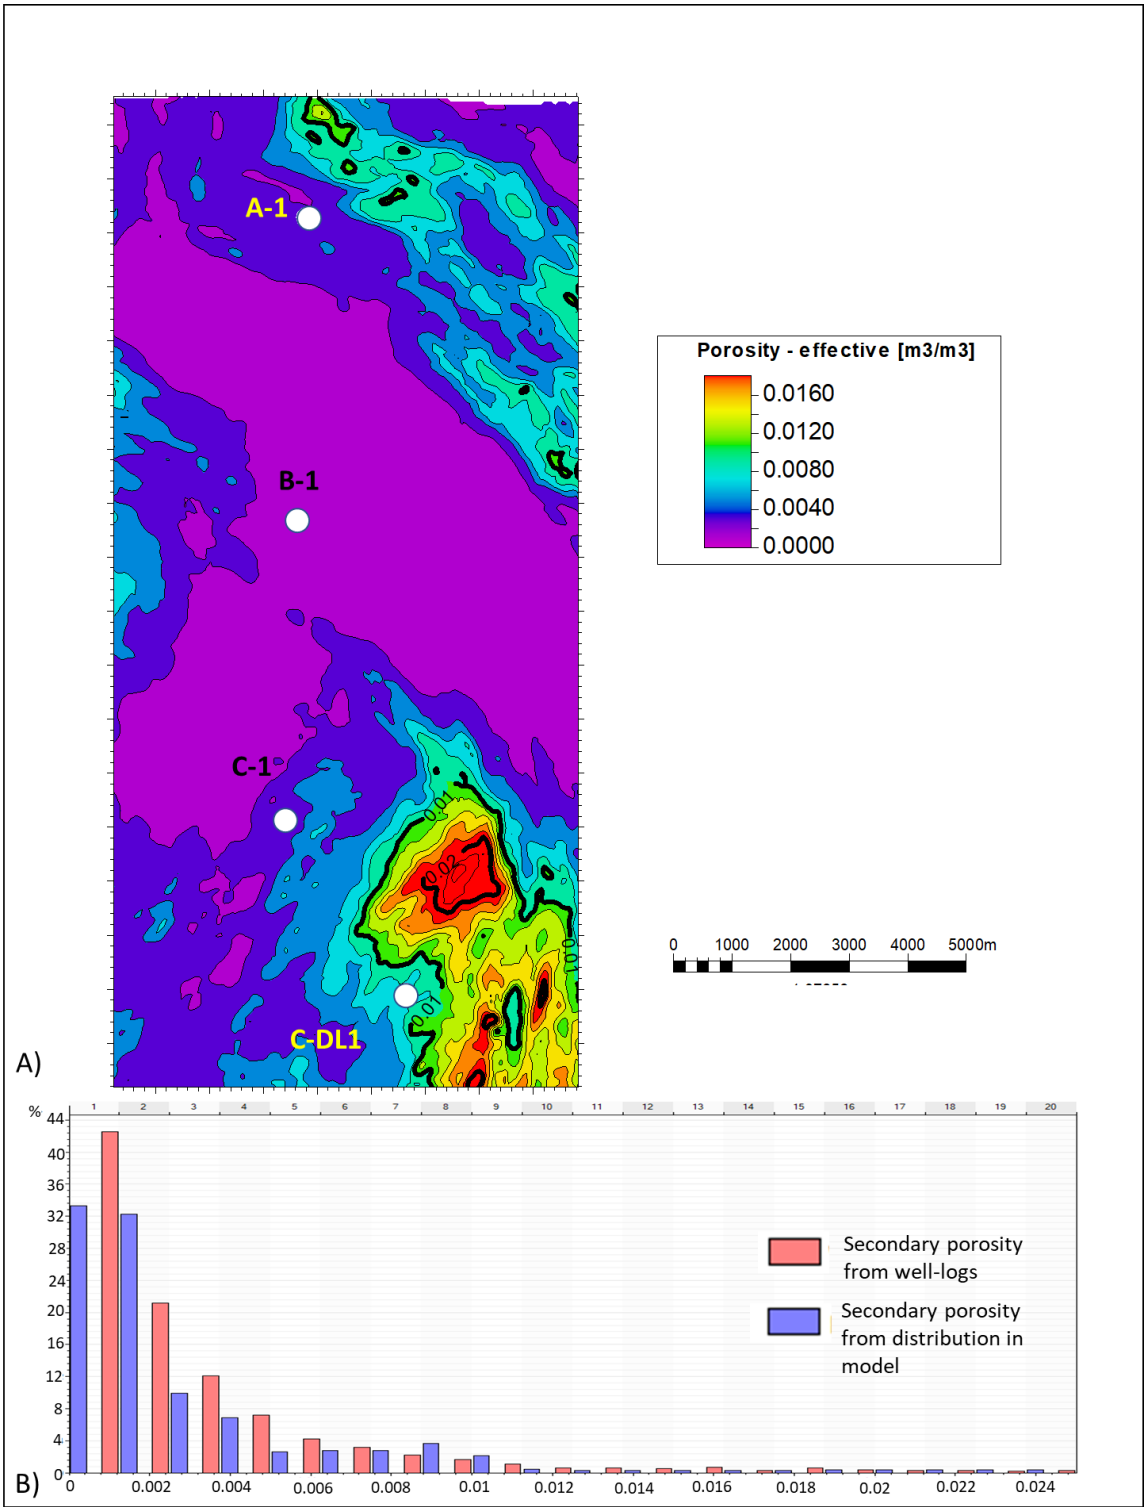 A-1
B-1
C-1
0.01
0.02
0.01
0.01
C-DL1
Porosity - effective [m3/m3]
0.0160
0.0120
0.0080
0.0040
0.0000
0 1000 2000 3000 4000 5000m
A)
% 1 2 3 4 5 6 7 8 9 10 11 12 13 14 15 16 17 18 19 20
44
40
36
32
28
24
20
16
12
8
4
0
Secondary porosity
from well-logs
Secondary porosity
from distribution in
model
0 0.002 0.004 0.006 0.008 0.01 0.012 0.014 0.016 0.018 0.02 0.022 0.024
B)